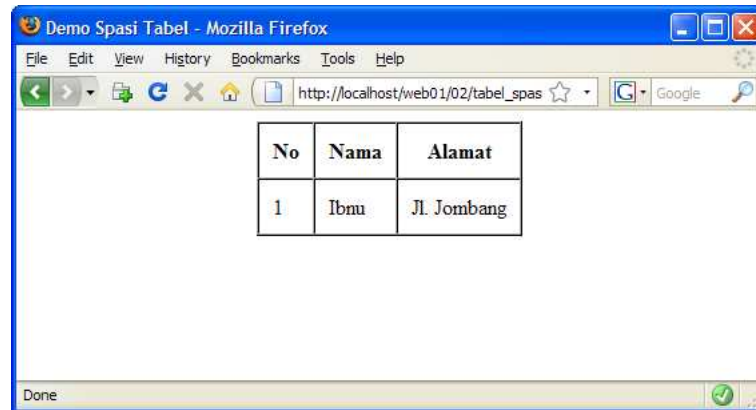 Demo Spasi Tabel - Mozilla Firefox
File Edit View History Bookmarks Tools Help
http://localhost/web01/02/tabel_spas G Google
No Nama Alamat
1 Ibnu Jl. Jombang
Done